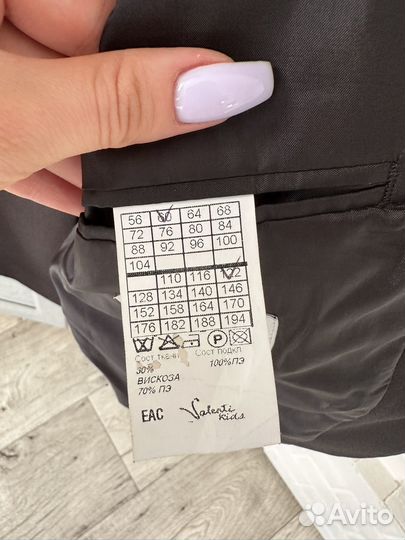 56 60 64 68
72 76 80 84
88 92 96 100
104
110 116 122
128 134 140 146
152 158 164 170
176 182 188 194
Сост ткани Сост подкл.
30% 100%ПЭ
ВИСКОЗА
70% ПЭ
EAC Valenti
kids
Avito